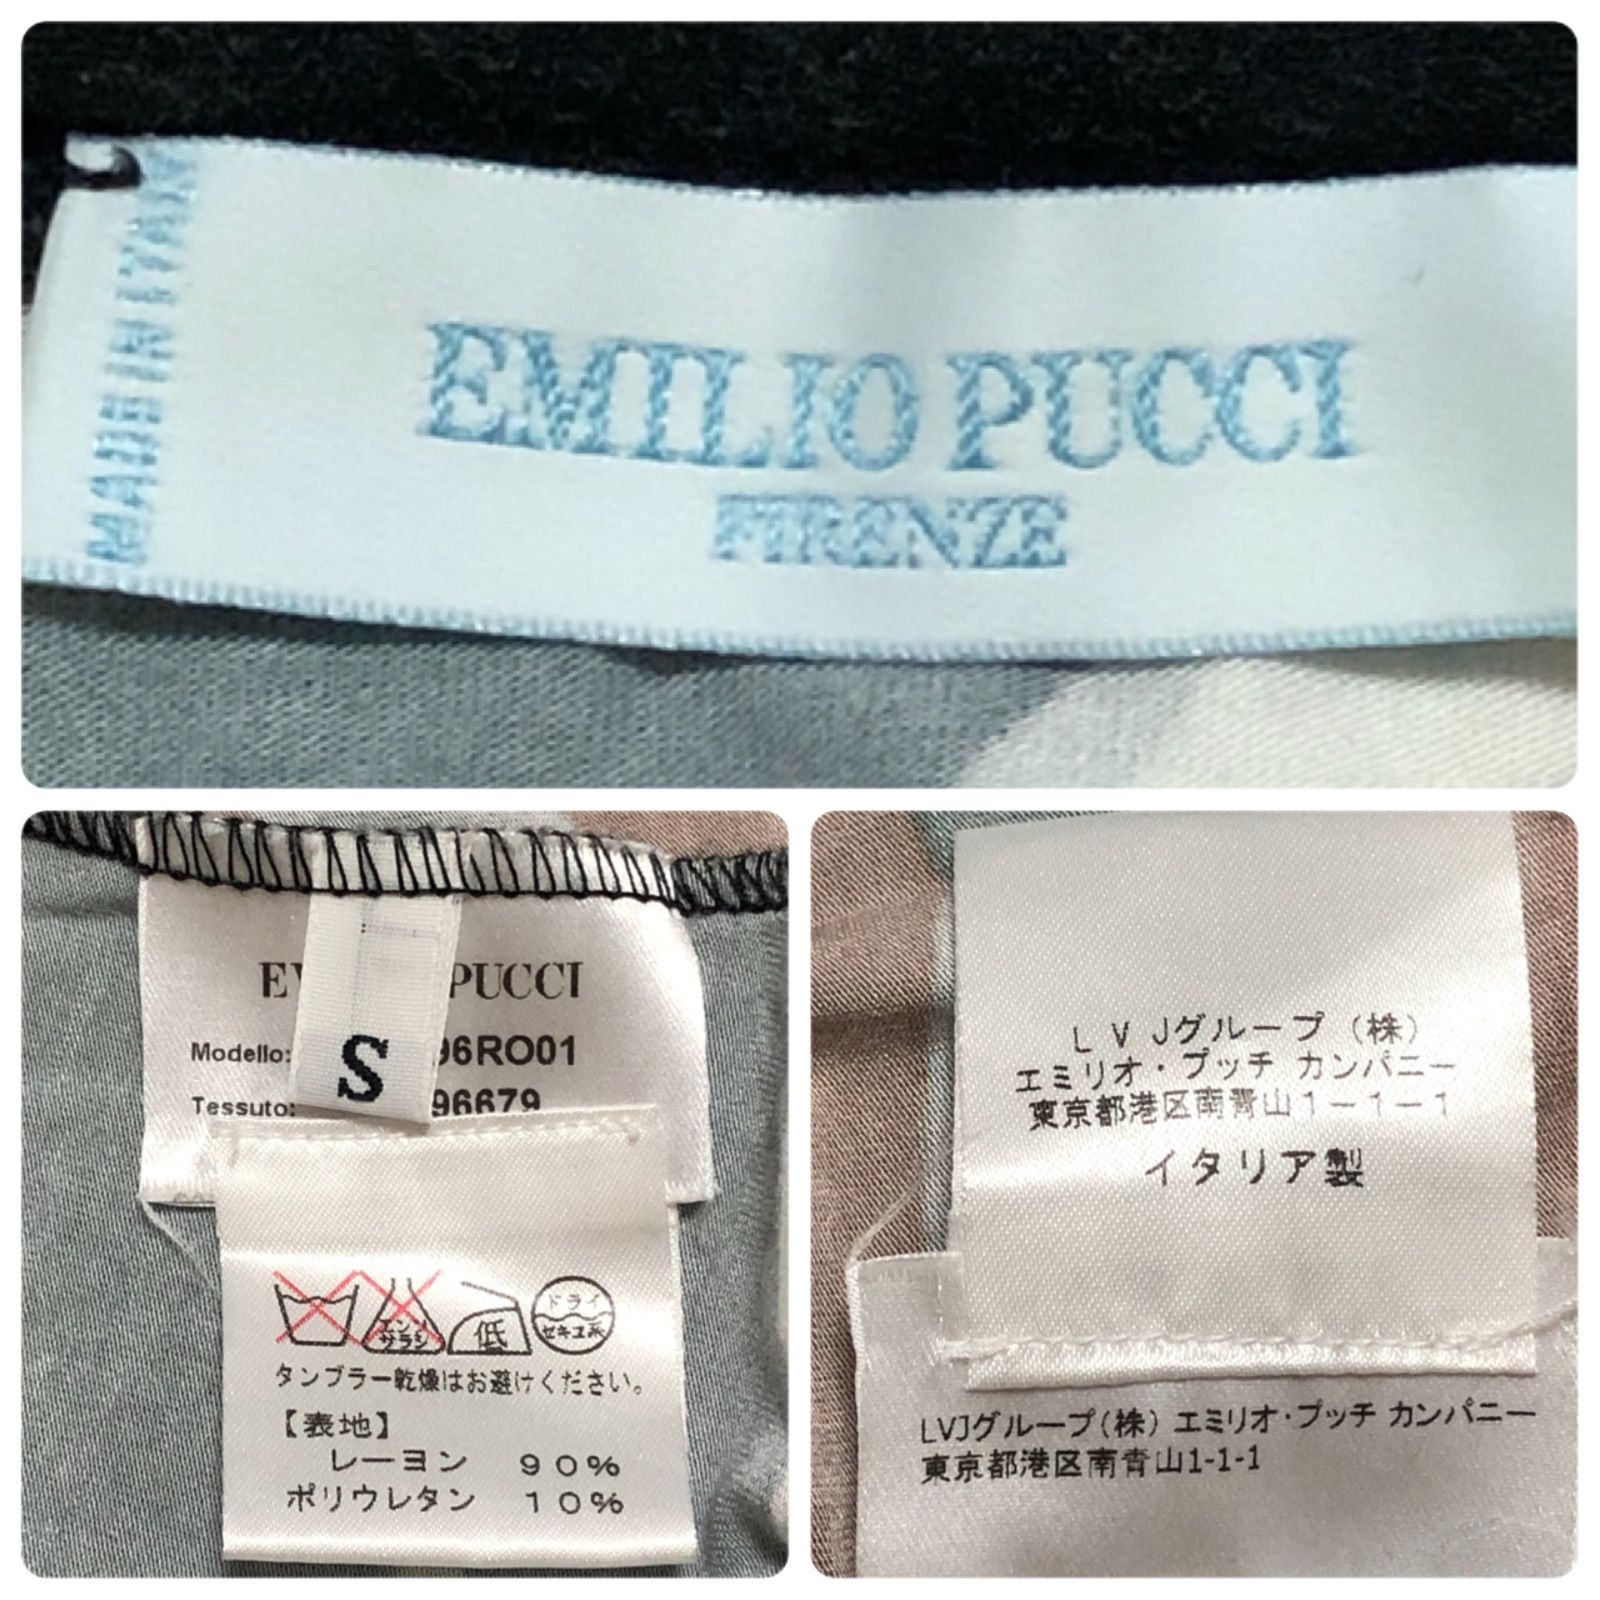 MADE IN ITALY
EMILIO PUCCI
FIRENZE
PUCCI
Modello: 96RO01
Tessuto: 96679
S
エンソ
サラシ
低
ドライ
セキユ系
タンブラー乾燥はお避けください。
【表地】
レーヨン 90%
ポリウレタン 10%
LVJグループ(株)
エミリオ・プッチ カンパニー
東京都港区南青山1-1-1
イタリア製
LVJグループ(株) エミリオ・プッチ カンパニー
東京都港区南青山1-1-1